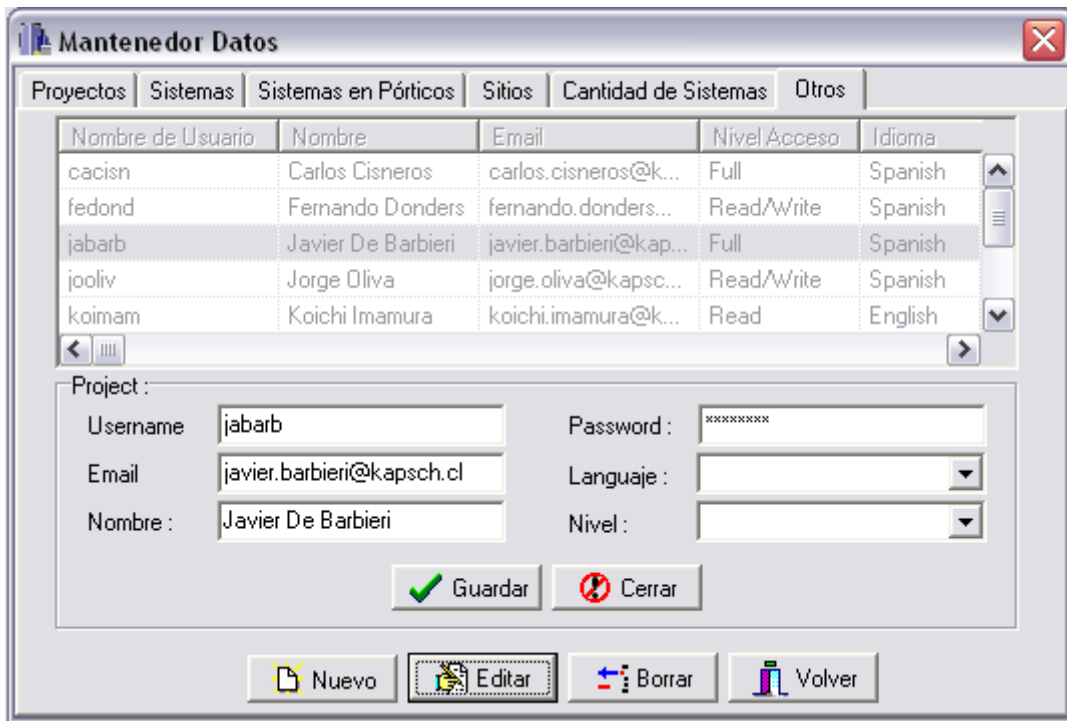 Mantenedor Datos
Proyectos Sistemas Sistemas en Pórticos Sitios Cantidad de Sistemas Otros
Nombre de Usuario Nombre Email Nivel Acceso Idioma
cacisn Carlos Cisneros carlos.cisneros@k... Full Spanish
fedond Fernando Donders fernando.donders... Read/Write Spanish
jabarb Javier De Barbieri javier.barbieri@kap... Full Spanish
jooliv Jorge Oliva jorge.oliva@kapsc... Read/Write Spanish
koimam Koichi Imamura koichi.imamura@k... Read English
Project :
Username jabarb Password : ********
Email javier.barbieri@kapsch.cl Languaje :
Nombre : Javier De Barbieri Nivel :
Guardar Cerrar
Nuevo Editar Borrar Volver